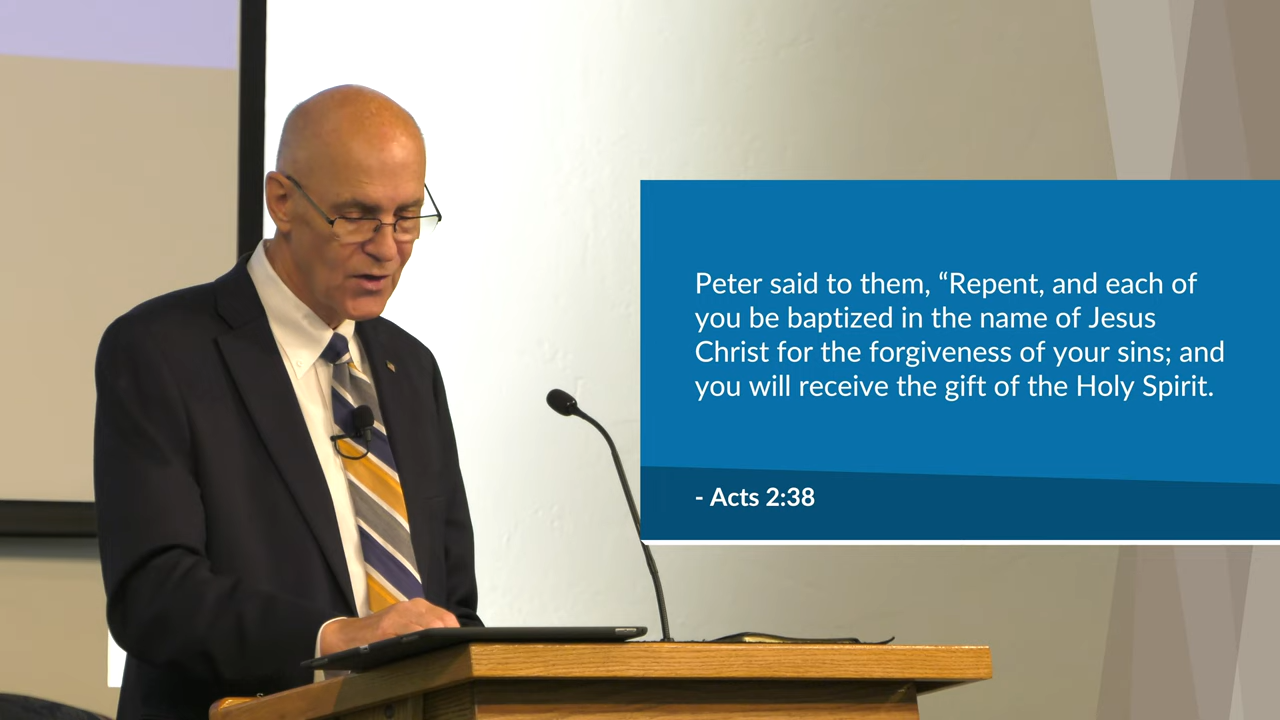 Peter said to them, “Repent, and each of
you be baptized in the name of Jesus
Christ for the forgiveness of your sins; and
you will receive the gift of the Holy Spirit.
- Acts 2:38